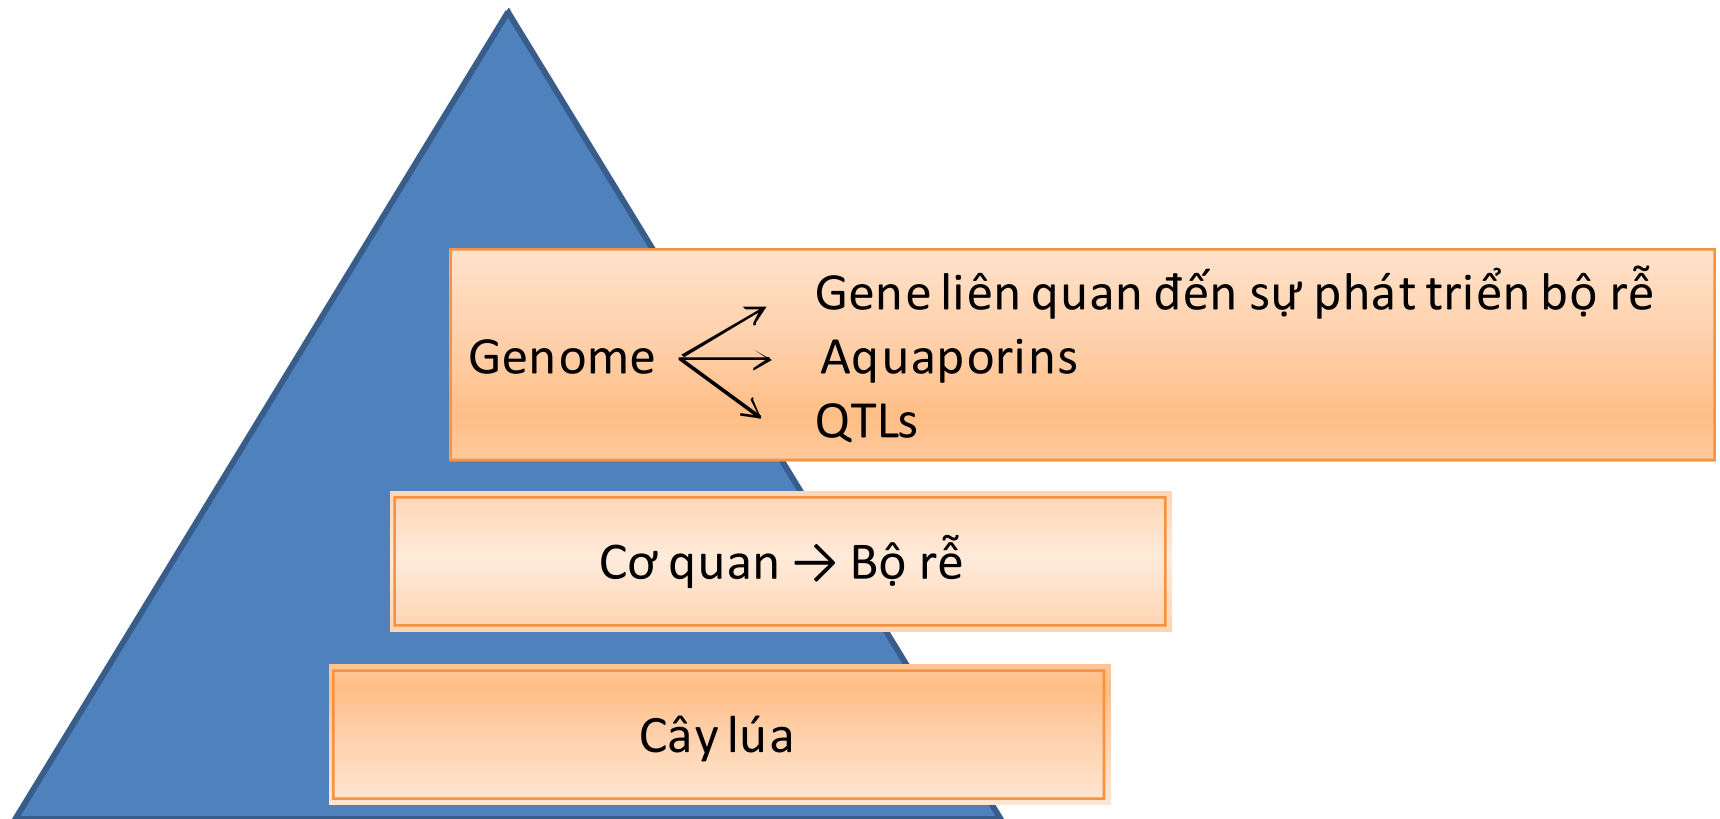 Gene liên quan đến sự phát triển bộ rễ
Genome Aquaporins
QTLs
Cơ quan → Bộ rễ
Cây lúa